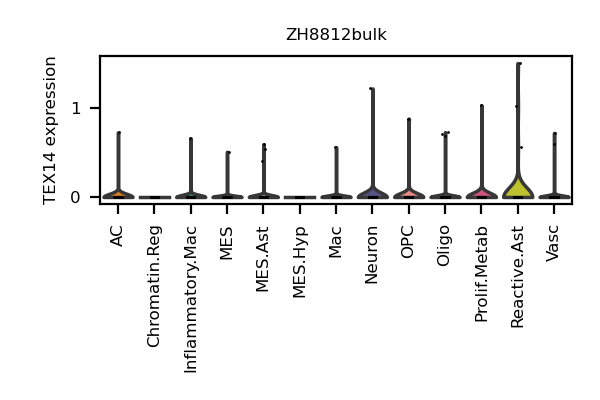 ZH8812bulk
TEX14 expression
1
0
AC
Chromatin.Reg
Inflammatory.Mac
MES
MES.Ast
MES.Hyp
Mac
Neuron
OPC
Oligo
Prolif.Metab
Reactive.Ast
Vasc